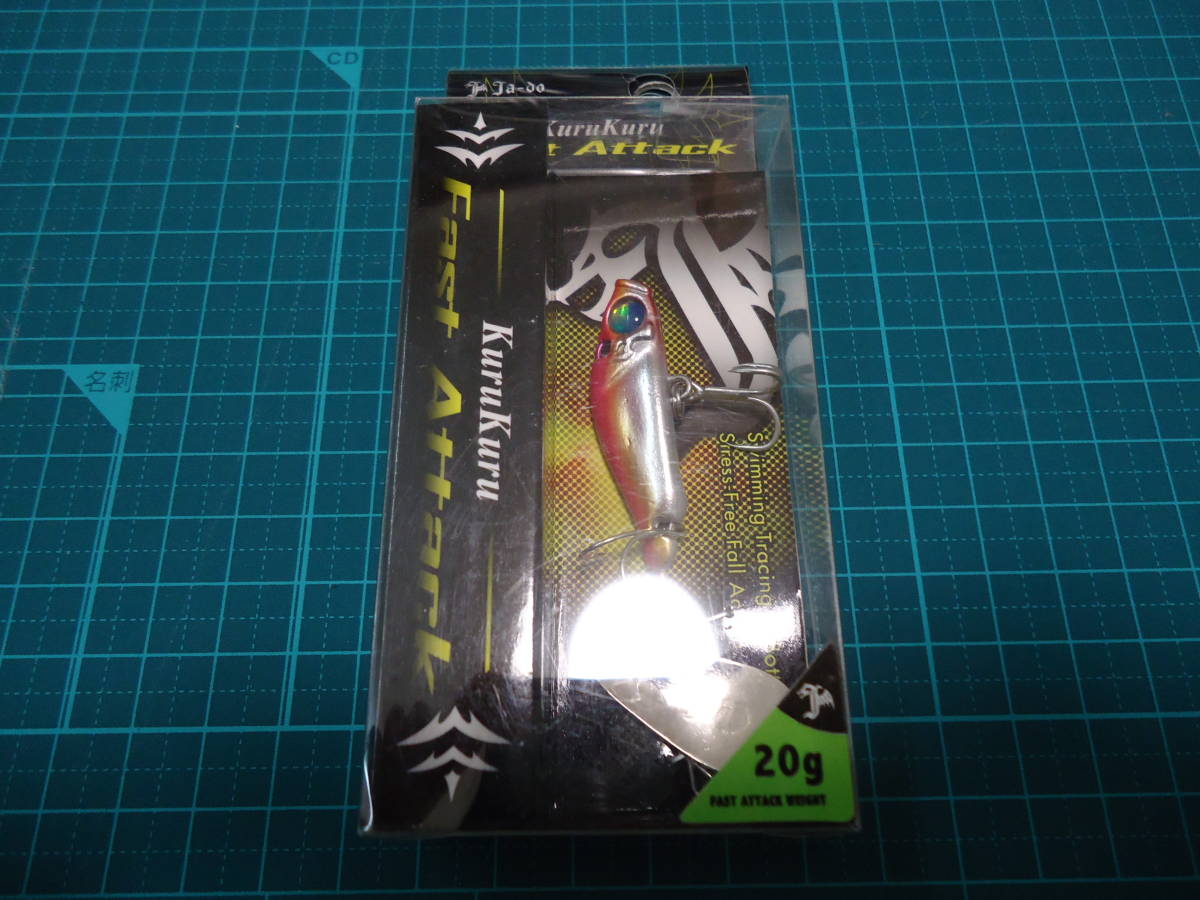 CD
名刺
Ja-do
KuruKuru
t Attack
Fast Attack
KuruKuru
Swimming Tracing
Stress-Free Fall
20g
FAST ATTACK WEIGHT